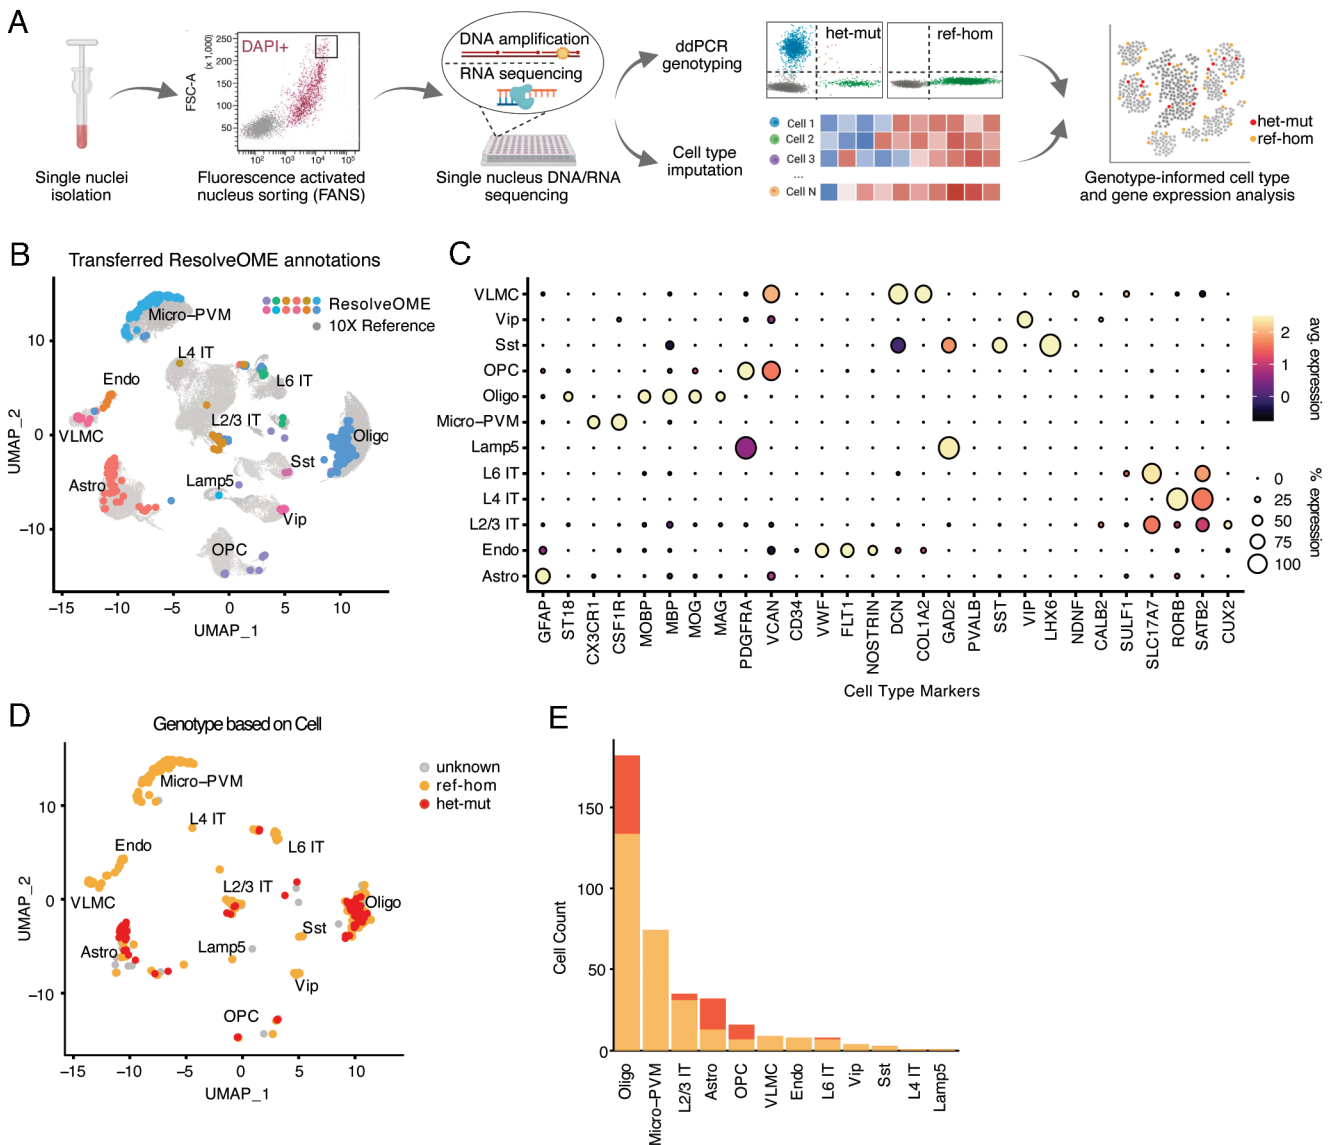 A
DAPI+
FSC-A
(x 1,000)
250
200
150
100
50
10²
10³
10⁴
10⁵
DNA amplification
RNA sequencing
ddPCR
genotyping
Cell type
imputation
het-mut
ref-hom
Cell 1
Cell 2
Cell 3
...
Cell N
het-mut
ref-hom
Single nuclei
isolation
Fluorescence activated
nucleus sorting (FANS)
Single nucleus DNA/RNA
sequencing
Genotype-informed cell type
and gene expression analysis
B
Transferred ResolveOME annotations
ResolveOME
10X Reference
Micro–PVM
L4 IT
L6 IT
Endo
L2/3 IT
VLMC
Oligo
Sst
Astro
Lamp5
Vip
OPC
UMAP_2
10
0
−10
−15
−10
−5
0
5
10
UMAP_1
C
VLMC
Vip
Sst
OPC
Oligo
Micro–PVM
Lamp5
L6 IT
L4 IT
L2/3 IT
Endo
Astro
GFAP
ST18
CX3CR1
CSF1R
MOBP
MBP
MOG
MAG
PDGFRA
VCAN
CD34
VWF
FLT1
NOSTRIN
DCN
COL1A2
GAD2
PVALB
SST
VIP
LHX6
NDNF
CALB2
SULF1
SLC17A7
RORB
SATB2
CUX2
Cell Type Markers
avg. expression
2
1
0
% expression
0
25
50
75
100
D
Genotype based on Cell
unknown
ref-hom
het-mut
Micro–PVM
L4 IT
L6 IT
Endo
L2/3 IT
VLMC
Oligo
Sst
Astro
Lamp5
Vip
OPC
UMAP_2
10
0
−10
−15
−10
−5
0
5
10
UMAP_1
E
Cell Count
150
100
50
0
Oligo
Micro–PVM
L2/3 IT
Astro
OPC
VLMC
Endo
L6 IT
Vip
Sst
L4 IT
Lamp5